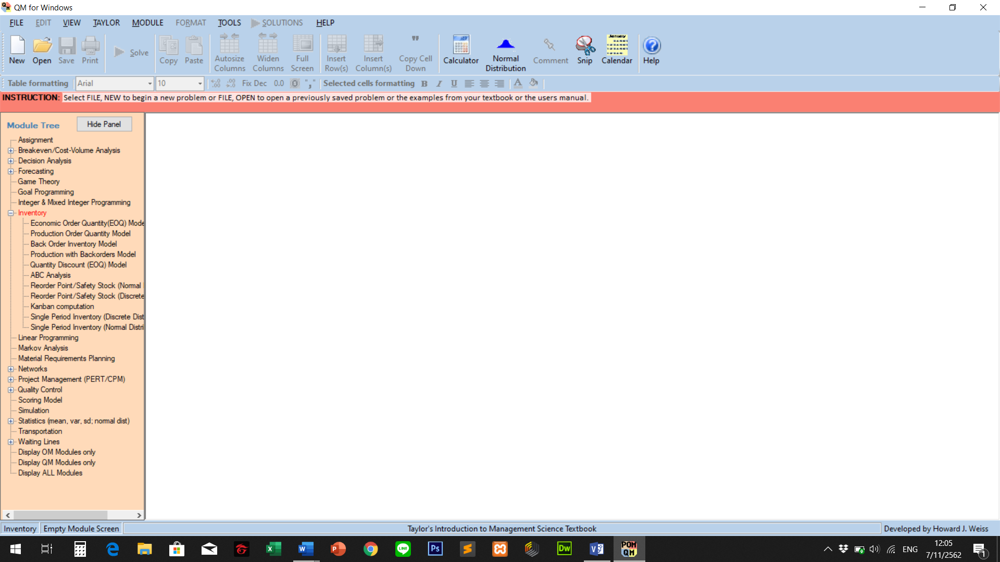 QM for Windows
FILE EDIT VIEW TAYLOR MODULE FORMAT TOOLS SOLUTIONS HELP
New Open Save Print Solve Copy Paste Autosize Columns Widen Columns Full Screen Insert Row(s) Insert Column(s) Copy Cell Down Calculator Normal Distribution Comment Snip January Calendar Help
Table formatting Arial 10 Fix Dec 0.0 Selected cells formatting B I U A
INSTRUCTION: Select FILE, NEW to begin a new problem or FILE, OPEN to open a previously saved problem or the examples from your textbook or the users manual.
Module Tree Hide Panel
Assignment
Breakeven/Cost-Volume Analysis
Decision Analysis
Forecasting
Game Theory
Goal Programming
Integer & Mixed Integer Programming
Inventory
Economic Order Quantity(EOQ) Mode
Production Order Quantity Model
Back Order Inventory Model
Production with Backorders Model
Quantity Discount (EOQ) Model
ABC Analysis
Reorder Point/Safety Stock (Normal
Reorder Point/Safety Stock (Discrete
Kanban computation
Single Period Inventory (Discrete Dist
Single Period Inventory (Normal Distri
Linear Programming
Markov Analysis
Material Requirements Planning
Networks
Project Management (PERT/CPM)
Quality Control
Scoring Model
Simulation
Statistics (mean, var, sd; normal dist)
Transportation
Waiting Lines
Display OM Modules only
Display QM Modules only
Display ALL Modules
Inventory Empty Module Screen Taylor's Introduction to Management Science Textbook Developed by Howard J. Weiss
LINE Ps Dw POM QM ENG 12:05
7/11/2562 1